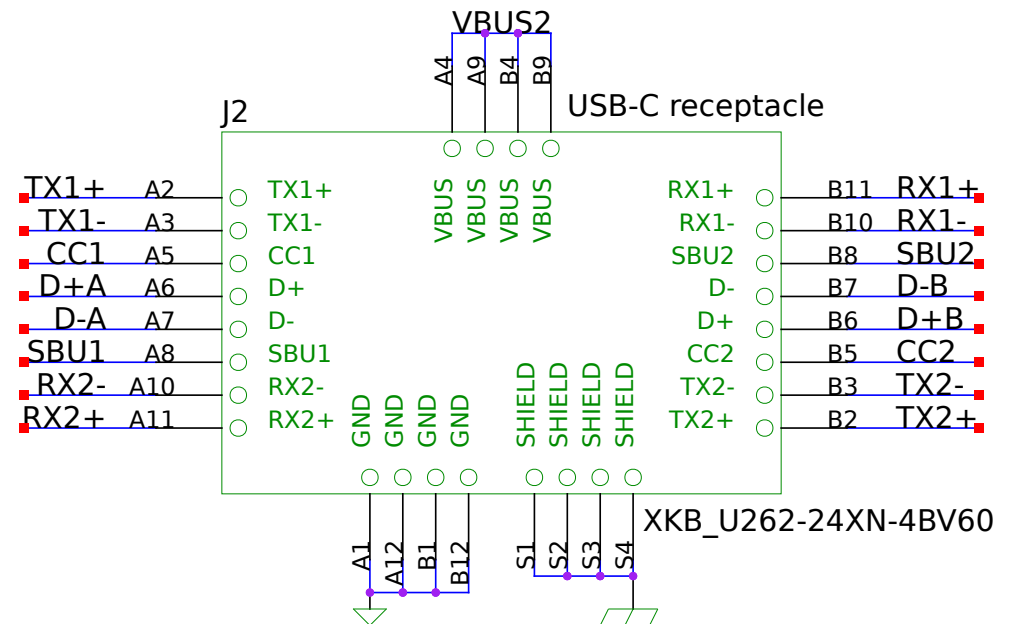 VBUS2
A4 A9 B4 B9
J2 USB-C receptacle
VBUS VBUS VBUS VBUS
TX1+ A2 TX1+ RX1+ B11 RX1+
TX1- A3 TX1- RX1- B10 RX1-
CC1 A5 CC1 SBU2 B8 SBU2
D+A A6 D+ D- B7 D-B
D-A A7 D- D+ B6 D+B
SBU1 A8 SBU1 CC2 B5 CC2
RX2- A10 RX2- TX2- B3 TX2-
RX2+ A11 RX2+ TX2+ B2 TX2+
GND GND GND GND SHIELD SHIELD SHIELD SHIELD
XKB_U262-24XN-4BV60
A1 A12 B1 B12 S1 S2 S3 S4